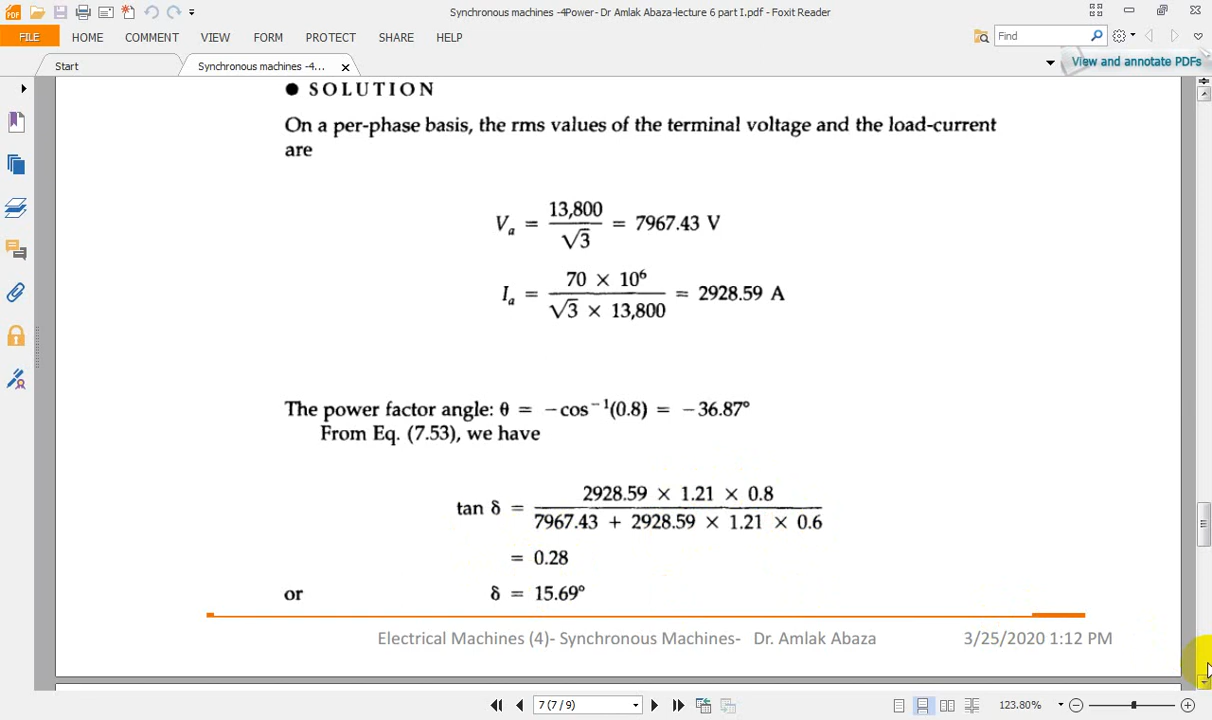 Synchronous machines -4Power- Dr Amlak Abaza-lecture 6 part I.pdf - Foxit Reader
FILE HOME COMMENT VIEW FORM PROTECT SHARE HELP Find
Start Synchronous machines -4... View and annotate PDFs
● SOLUTION
On a per-phase basis, the rms values of the terminal voltage and the load-current
are
Vₐ = 13,800 / √3 = 7967.43 V
Iₐ = 70 × 10⁶ / √3 × 13,800 = 2928.59 A
The power factor angle: θ = −cos⁻¹(0.8) = −36.87°
From Eq. (7.53), we have
tan δ = 2928.59 × 1.21 × 0.8 / 7967.43 + 2928.59 × 1.21 × 0.6
= 0.28
or δ = 15.69°
Electrical Machines (4)- Synchronous Machines- Dr. Amlak Abaza 3/25/2020 1:12 PM
7 (7 / 9) 123.80%